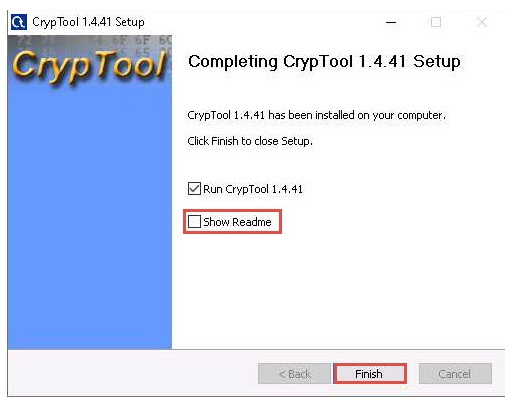 CrypTool 1.4.41 Setup
CrypTool
Completing CrypTool 1.4.41 Setup
CrypTool 1.4.41 has been installed on your computer.
Click Finish to close Setup.
Run CrypTool 1.4.41
Show Readme
< Back
Finish
Cancel